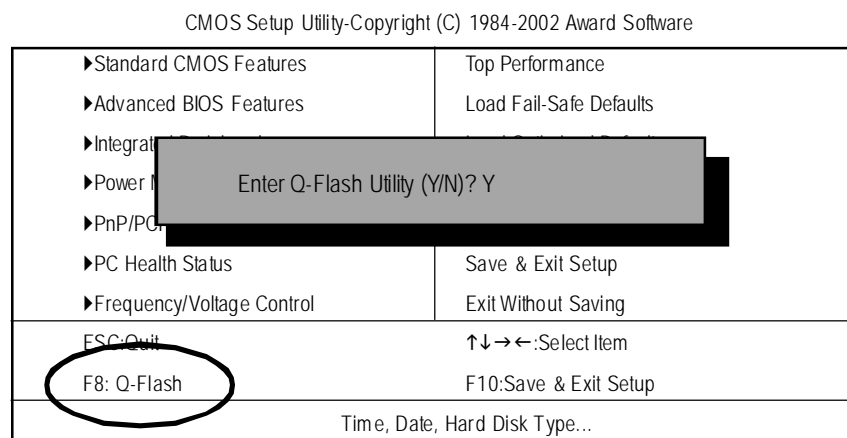 CMOS Setup Utility-Copyright (C) 1984-2002 Award Software
▶Standard CMOS Features
Top Performance
▶Advanced BIOS Features
Load Fail-Safe Defaults
▶Integrat
▶Power
Enter Q-Flash Utility (Y/N)? Y
▶PnP/PC
▶PC Health Status
Save & Exit Setup
▶Frequency/Voltage Control
Exit Without Saving
ESC:Quit
↑↓→←:Select Item
F8: Q-Flash
F10:Save & Exit Setup
Time, Date, Hard Disk Type...